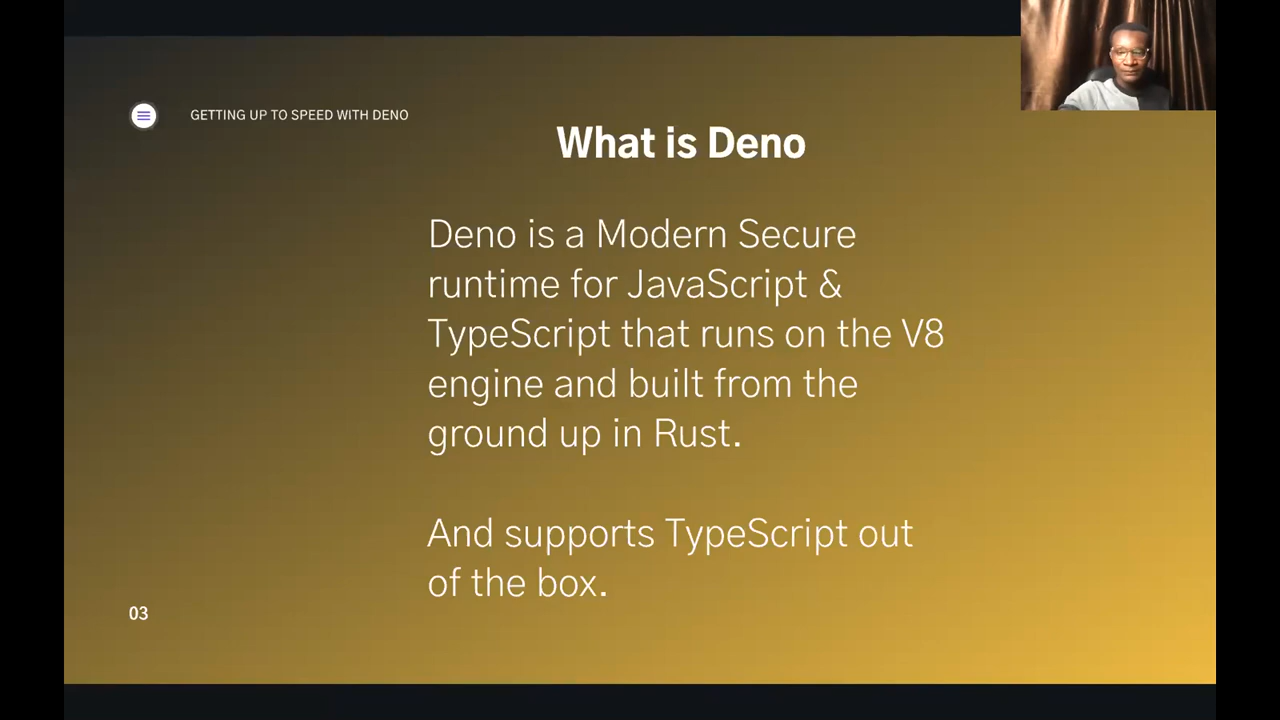 GETTING UP TO SPEED WITH DENO
What is Deno
Deno is a Modern Secure
runtime for JavaScript &
TypeScript that runs on the V8
engine and built from the
ground up in Rust.
And supports TypeScript out
of the box.
03